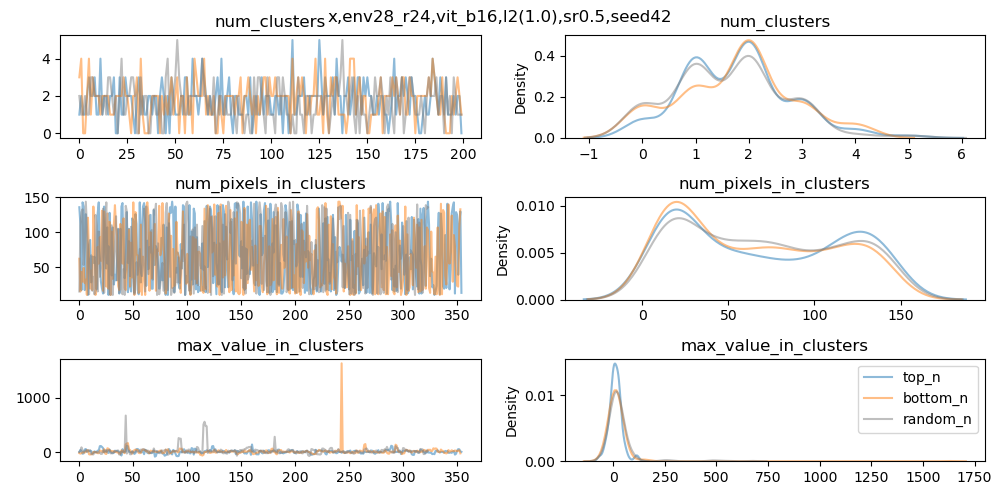 x,env28_r24,vit_b16,l2(1.0),sr0.5,seed42
num_clusters
num_clusters
4
2
0
0 25 50 75 100 125 150 175 200
Density
0.4
0.2
0.0
−1 0 1 2 3 4 5 6
num_pixels_in_clusters
num_pixels_in_clusters
150
100
50
0 50 100 150 200 250 300 350
Density
0.010
0.005
0.000
0 50 100 150
max_value_in_clusters
max_value_in_clusters
1000
0
0 50 100 150 200 250 300 350
Density
0.01
0.00
0 250 500 750 1000 1250 1500 1750
top_n
bottom_n
random_n